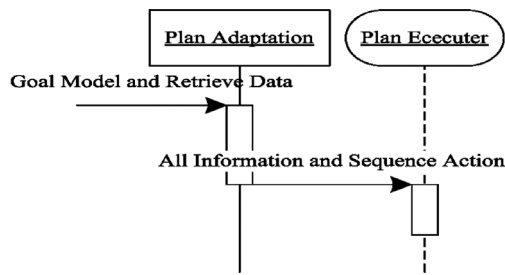 Plan Adaptation
Plan Ececuter
Goal Model and Retrieve Data
All Information and Sequence Action